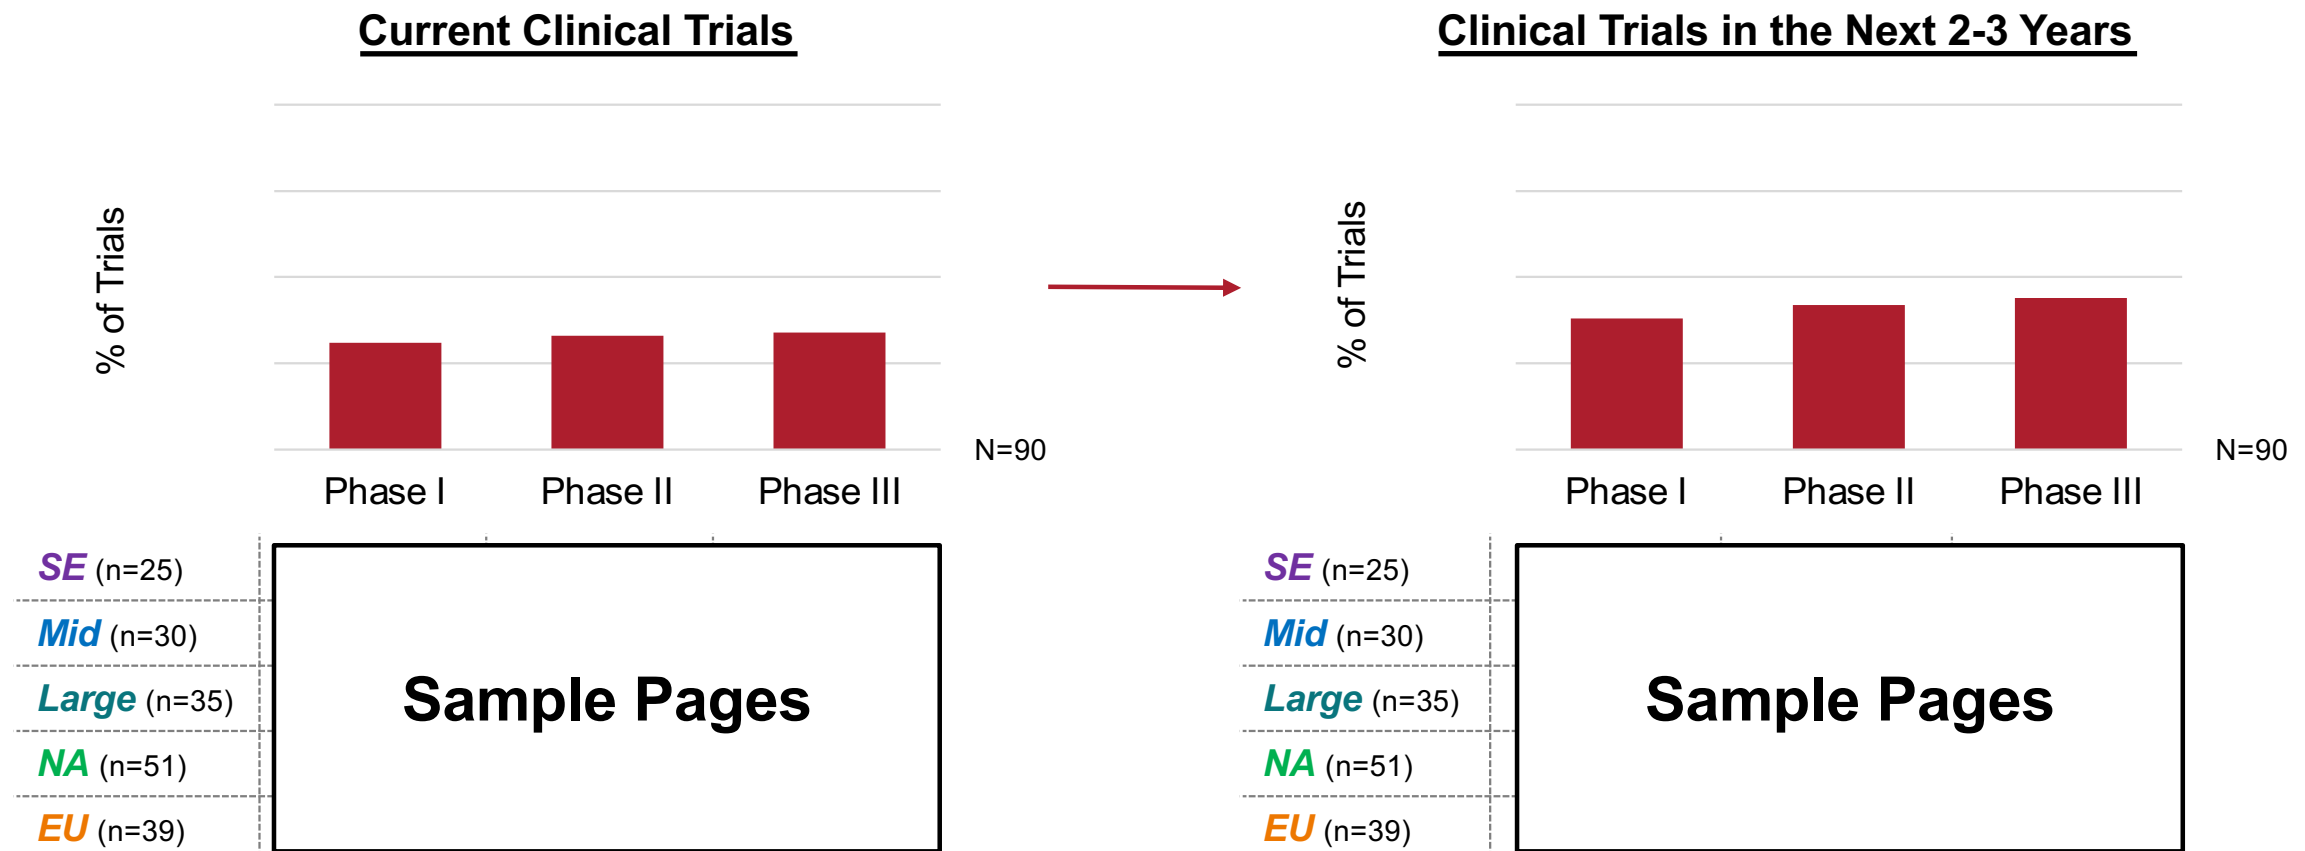 Current Clinical Trials
% of Trials
N=90
Phase I Phase II Phase III
SE (n=25)
Mid (n=30)
Large (n=35)
NA (n=51)
EU (n=39)
Sample Pages
Clinical Trials in the Next 2-3 Years
% of Trials
N=90
Phase I Phase II Phase III
SE (n=25)
Mid (n=30)
Large (n=35)
NA (n=51)
EU (n=39)
Sample Pages